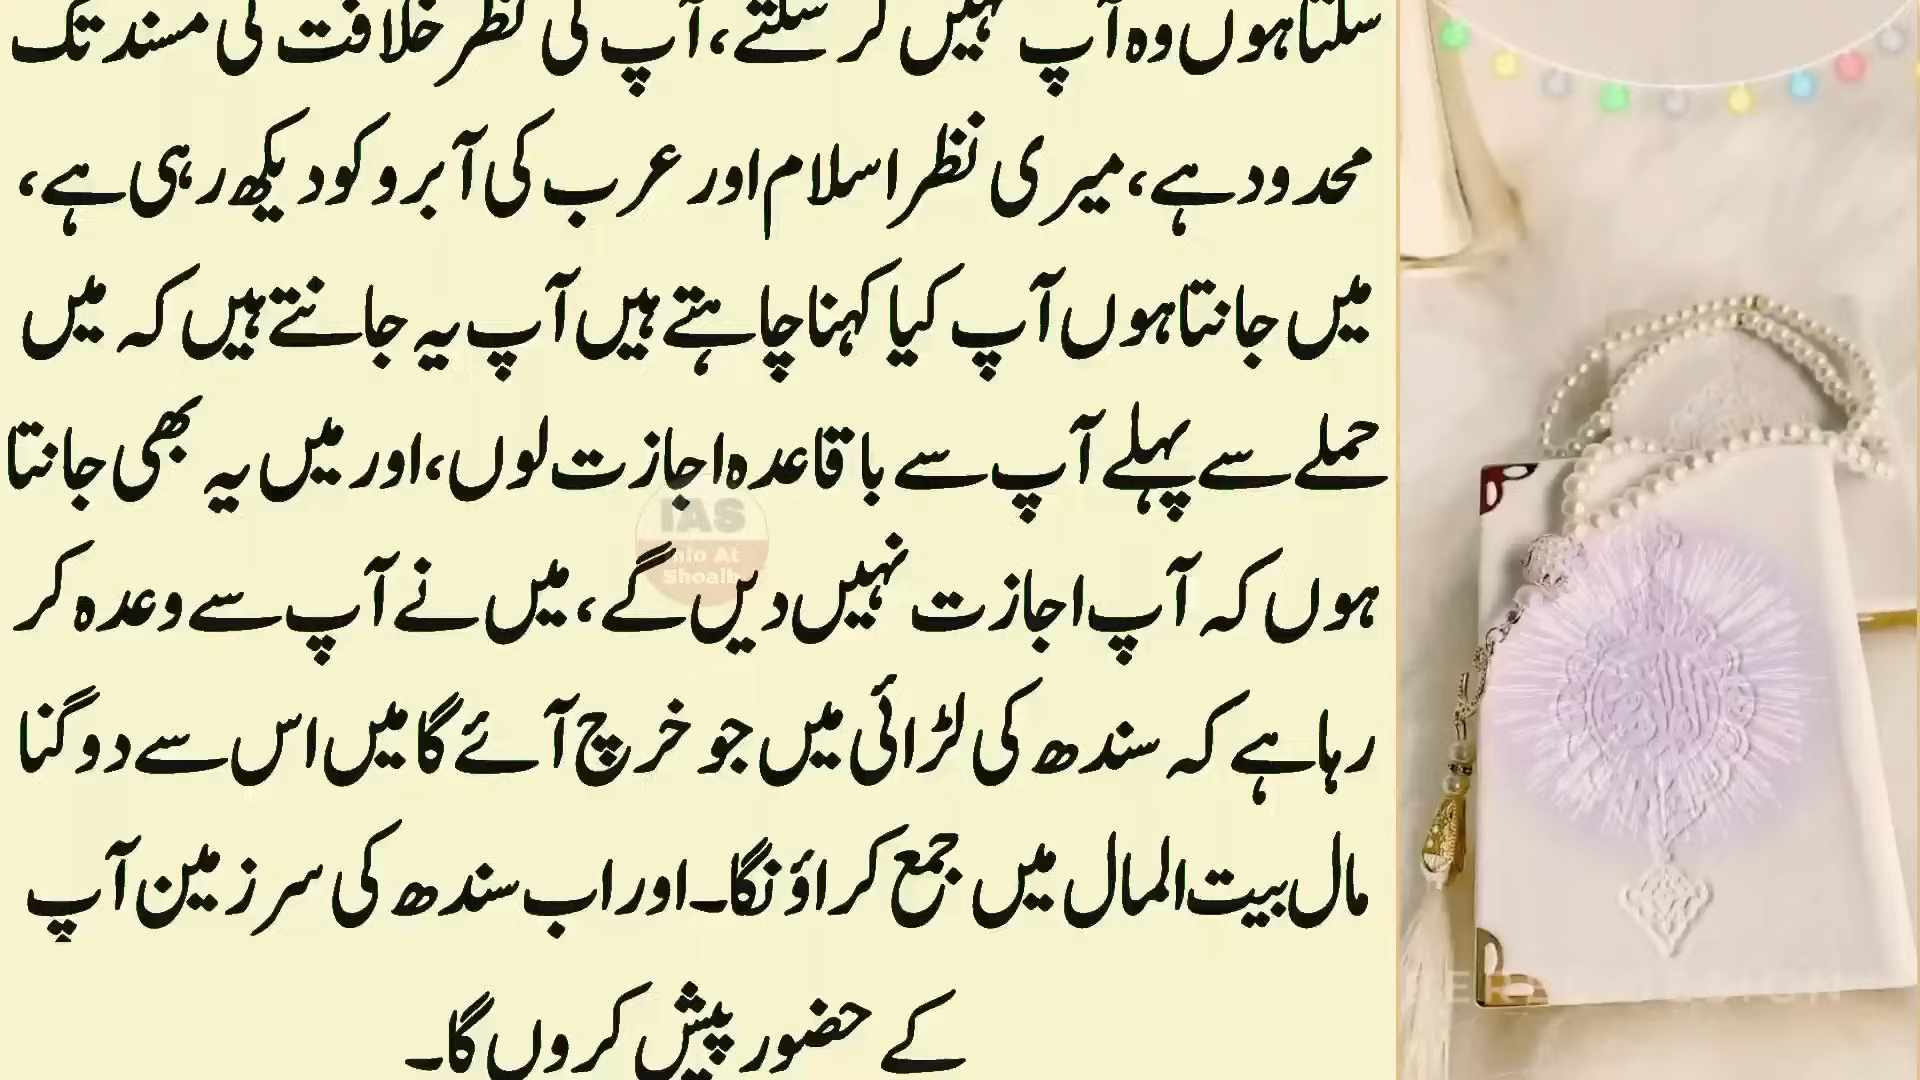 سکتا ہوں وہ آپ نہیں کر سکتے، آپ کی نظر خلافت کی مسند تک
محدود ہے، میری نظر اسلام اور عرب کی آبرو کو دیکھ رہی ہے،
میں جانتا ہوں آپ کیا کہنا چاہتے ہیں آپ یہ جانتے ہیں کہ میں
حملے سے پہلے آپ سے باقاعدہ اجازت لوں، اور میں یہ بھی جانتا
ہوں کہ آپ اجازت نہیں دیں گے، میں نے آپ سے وعدہ کر
رہا ہے کہ سندھ کی لڑائی میں جو خرچ آئے گا میں اس سے دو گنا
مال بیت المال میں جمع کراؤنگا۔ اور اب سندھ کی سرزمین آپ
کے حضور پیش کروں گا۔
IAS
At
Shoaib